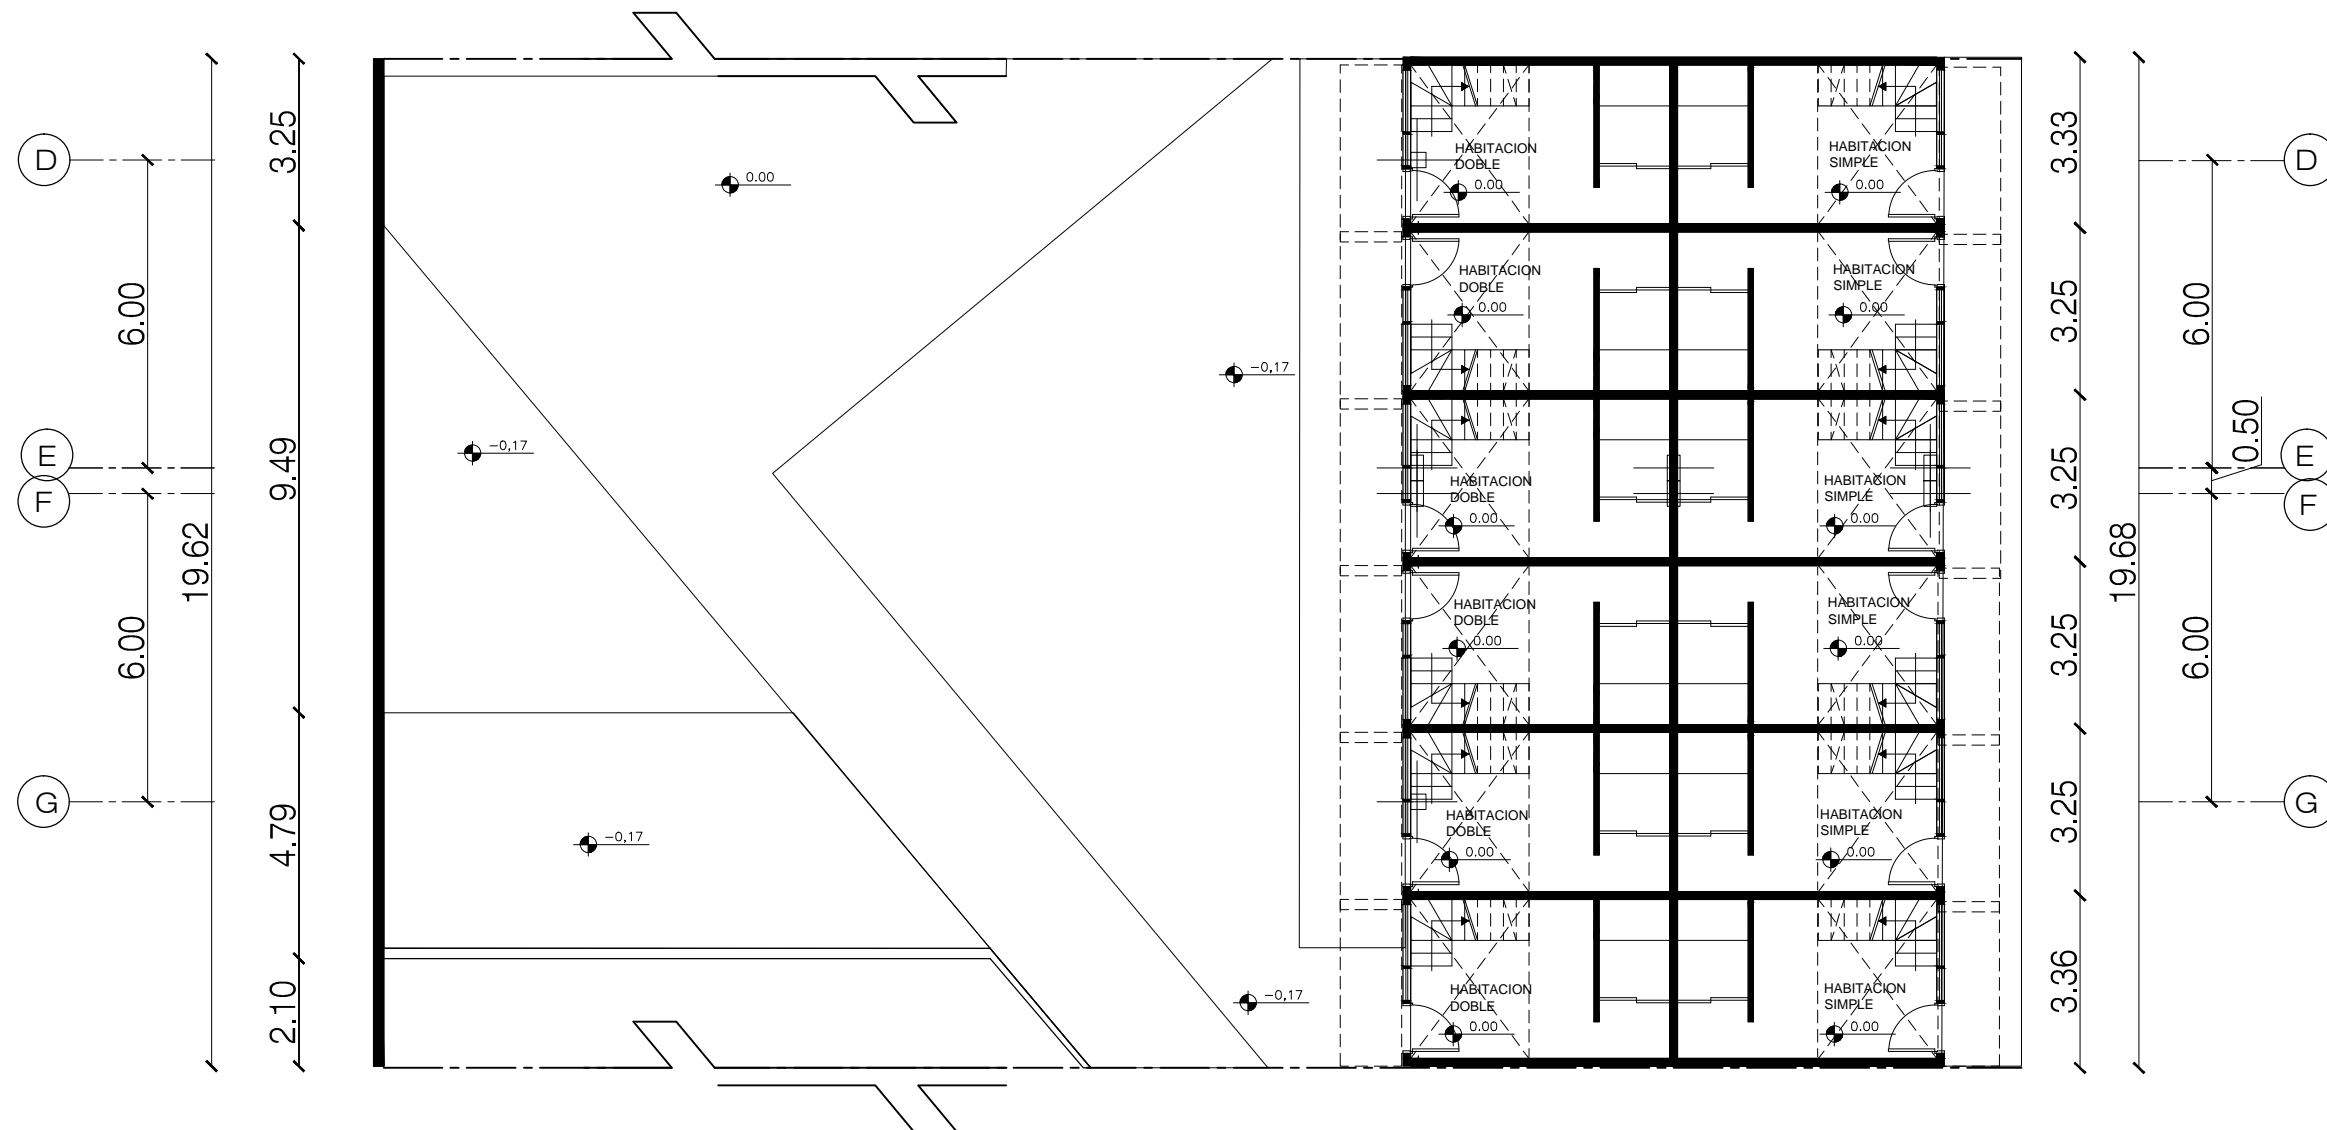 D
E
F
G
6.00
6.00
19.62
3.25
9.49
4.79
2.10
0.00
-0,17
-0,17
-0,17
-0,17
HABITACION
DOBLE
0.00
HABITACION
SIMPLE
0.00
HABITACION
DOBLE
0.00
HABITACION
SIMPLE
0.00
HABITACION
DOBLE
0.00
HABITACION
SIMPLE
0.00
HABITACION
DOBLE
0.00
HABITACION
SIMPLE
0.00
HABITACION
DOBLE
0.00
HABITACION
SIMPLE
0.00
HABITACION
DOBLE
0.00
HABITACION
SIMPLE
0.00
3.33
3.25
3.25
3.25
3.25
3.36
19.68
6.00
0.50
6.00
D
E
F
G